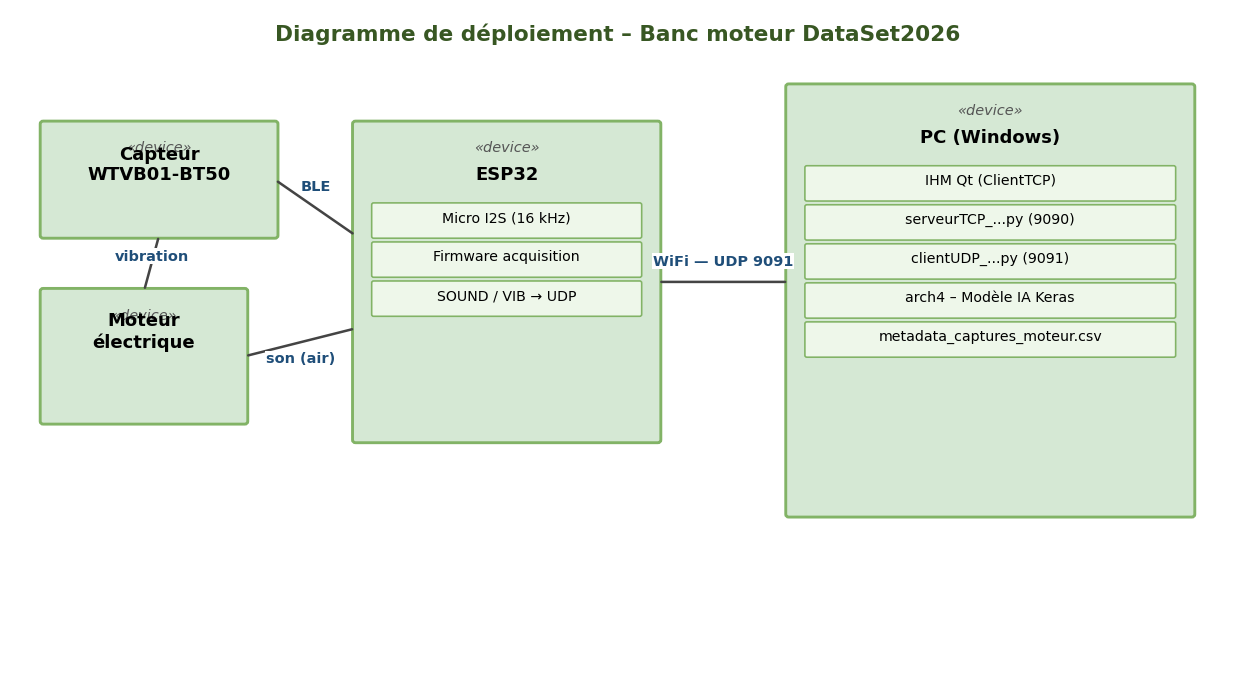 Diagramme de déploiement – Banc moteur DataSet2026
«device»
Capteur
WTVB01-BT50
vibration
«device»
Moteur
électrique
BLE
son (air)
«device»
ESP32
Micro I2S (16 kHz)
Firmware acquisition
SOUND / VIB → UDP
WiFi — UDP 9091
«device»
PC (Windows)
IHM Qt (ClientTCP)
serveurTCP_...py (9090)
clientUDP_...py (9091)
arch4 – Modèle IA Keras
metadata_captures_moteur.csv